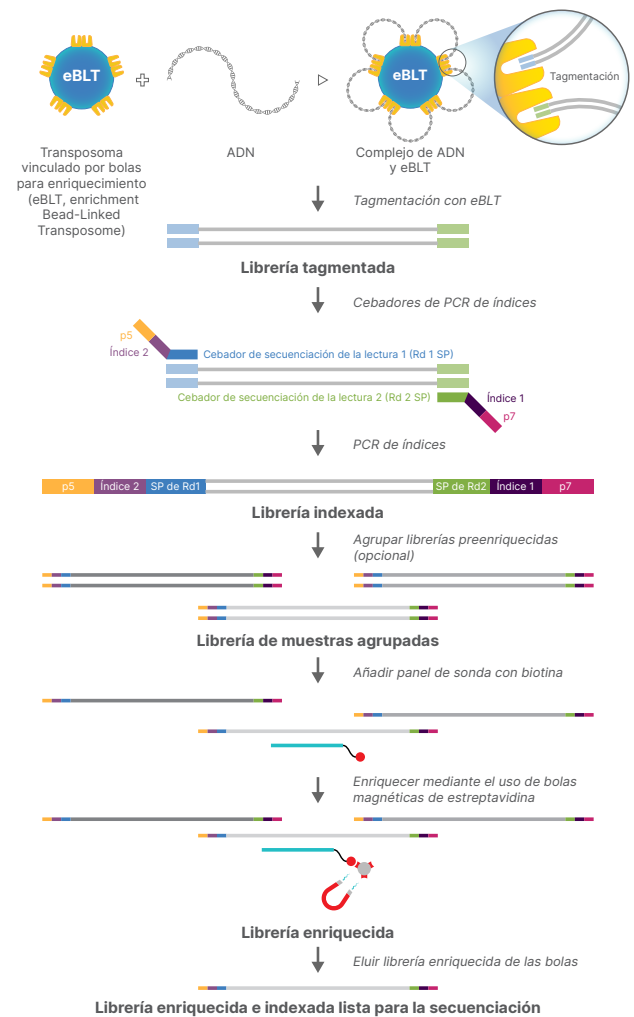 eBLT
eBLT
Tagmentación
Transposoma
vinculado por bolas
para enriquecimiento
(eBLT, enrichment
Bead-Linked
Transposome)
ADN
Complejo de ADN
y eBLT
Tagmentación con eBLT
Librería tagmentada
Cebadores de PCR de índices
p5
Índice 2
Cebador de secuenciación de la lectura 1 (Rd 1 SP)
Cebador de secuenciación de la lectura 2 (Rd 2 SP)
Índice 1
p7
PCR de índices
p5 Índice 2 SP de Rd1 SP de Rd2 Índice 1 p7
Librería indexada
Agrupar librerías preenriquecidas
(opcional)
Librería de muestras agrupadas
Añadir panel de sonda con biotina
Enriquecer mediante el uso de bolas
magnéticas de estreptavidina
Librería enriquecida
Eluir librería enriquecida de las bolas
Librería enriquecida e indexada lista para la secuenciación